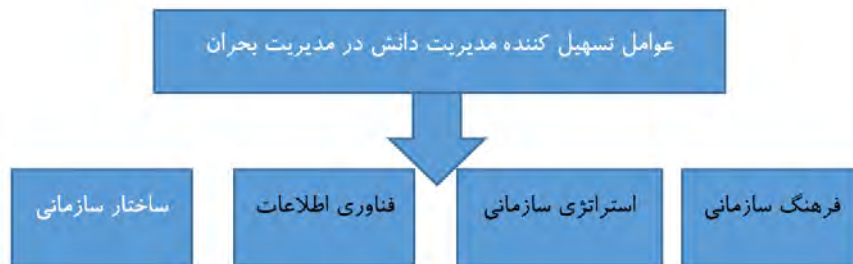 عوامل تسهیل کننده مدیریت دانش در مدیریت بحران
فرهنگ سازمانی
استراتژی سازمانی
فناوری اطلاعات
ساختار سازمانی